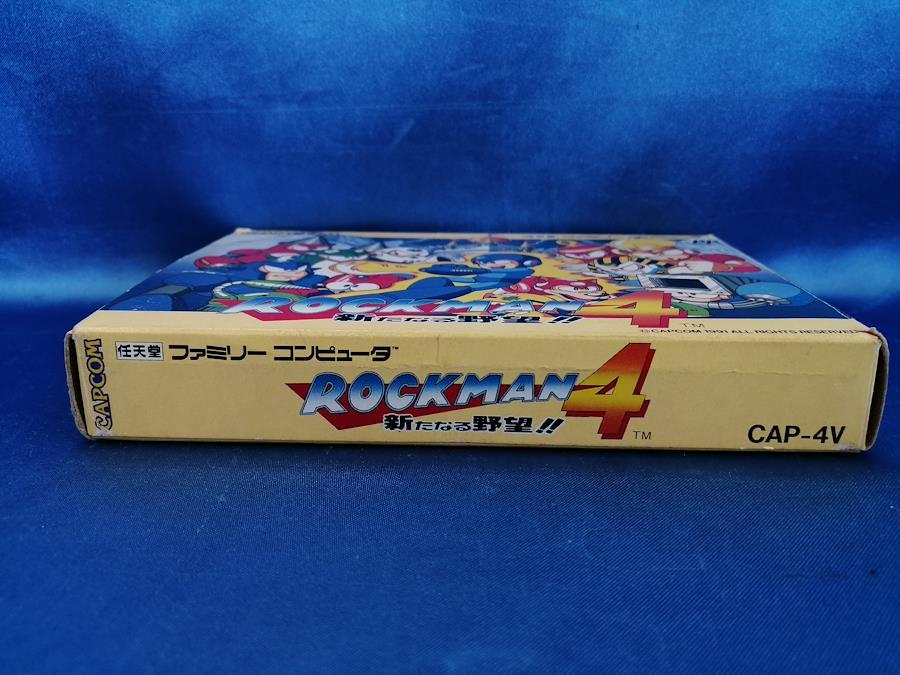 ROCKMAN 4
新たなる野望!!
TM
©CAPCOM 1991 ALL RIGHTS RESERVED
CAPCOM
任天堂 ファミリー コンピュータ™
ROCKMAN 4
新たなる野望!!
TM
CAP-4V